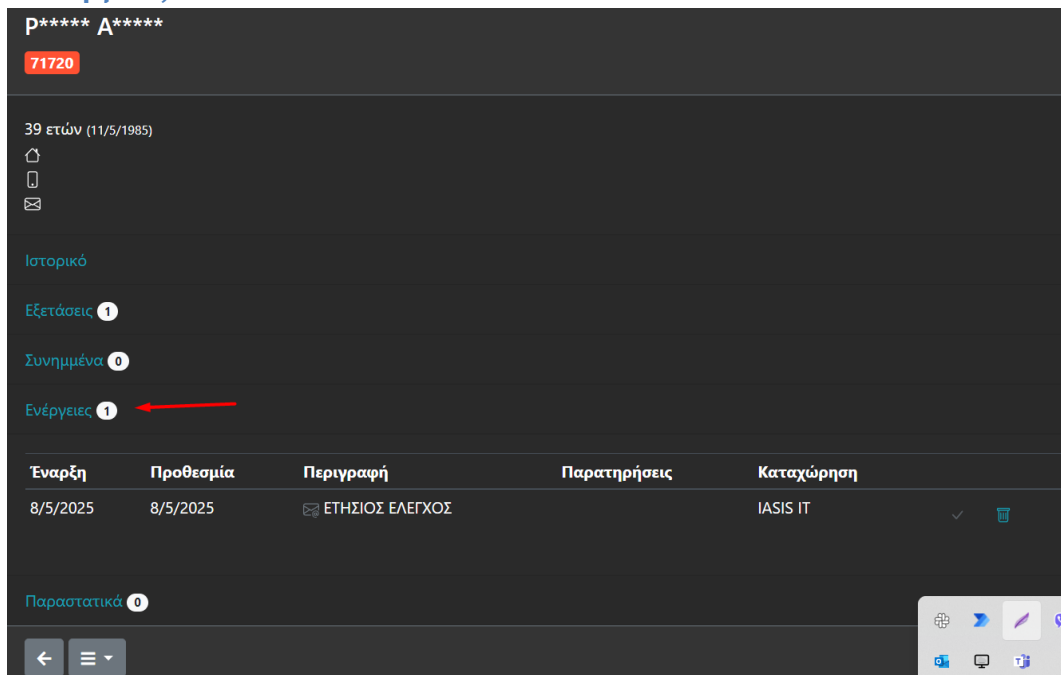 P***** A*****
71720
39 ετών (11/5/1985)
Ιστορικό
Εξετάσεις 1
Συνημμένα 0
Ενέργειες 1
Έναρξη Προθεσμία Περιγραφή Παρατηρήσεις Καταχώρηση
8/5/2025 8/5/2025 ΕΤΗΣΙΟΣ ΕΛΕΓΧΟΣ IASIS IT
Παραστατικά 0